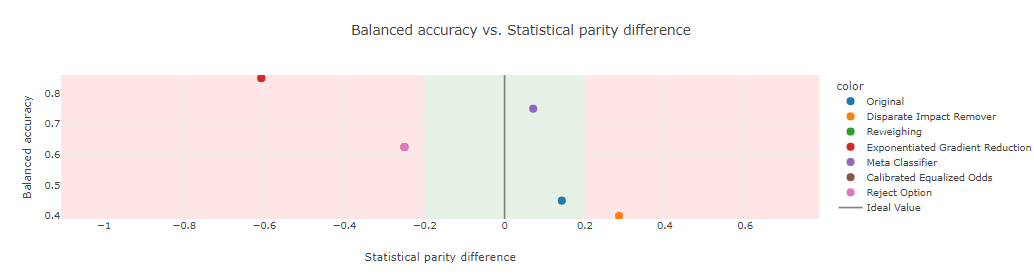 Balanced accuracy vs. Statistical parity difference
Balanced accuracy
0.8
0.7
0.6
0.5
0.4
−1
−0.8
−0.6
−0.4
−0.2
0
0.2
0.4
0.6
Statistical parity difference
color
Original
Disparate Impact Remover
Reweighing
Exponentiated Gradient Reduction
Meta Classifier
Calibrated Equalized Odds
Reject Option
Ideal Value